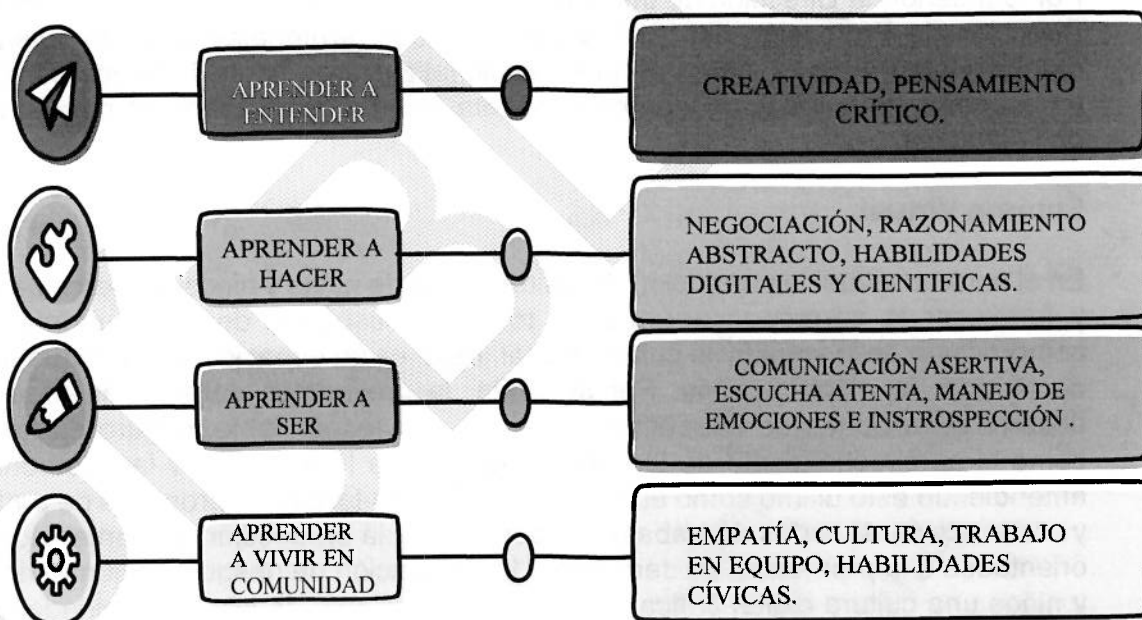 APRENDER A
ENTENDER
CREATIVIDAD, PENSAMIENTO
CRÍTICO.
APRENDER A
HACER
NEGOCIACIÓN, RAZONAMIENTO
ABSTRACTO, HABILIDADES
DIGITALES Y CIENTIFICAS.
APRENDER A
SER
COMUNICACIÓN ASERTIVA,
ESCUCHA ATENTA, MANEJO DE
EMOCIONES E INSTROSPECCIÓN .
APRENDER
A VIVIR EN
COMUNIDAD
EMPATÍA, CULTURA, TRABAJO
EN EQUIPO, HABILIDADES
CÍVICAS.